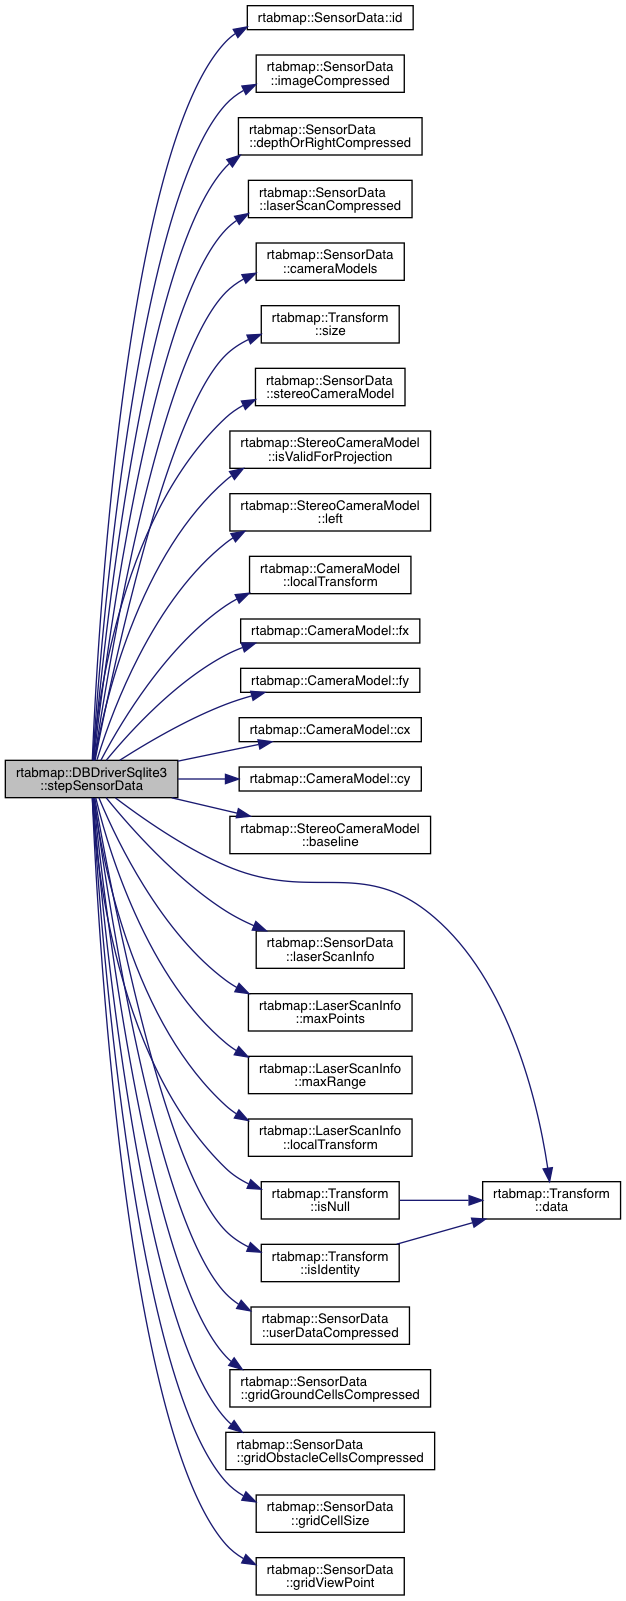 rtabmap::SensorData::id
rtabmap::SensorData
::imageCompressed
rtabmap::SensorData
::depthOrRightCompressed
rtabmap::SensorData
::laserScanCompressed
rtabmap::SensorData
::cameraModels
rtabmap::Transform
::size
rtabmap::SensorData
::stereoCameraModel
rtabmap::StereoCameraModel
::isValidForProjection
rtabmap::StereoCameraModel
::left
rtabmap::CameraModel
::localTransform
rtabmap::CameraModel::fx
rtabmap::CameraModel::fy
rtabmap::CameraModel::cx
rtabmap::DBDriverSqlite3
::stepSensorData
rtabmap::CameraModel::cy
rtabmap::StereoCameraModel
::baseline
rtabmap::SensorData
::laserScanInfo
rtabmap::LaserScanInfo
::maxPoints
rtabmap::LaserScanInfo
::maxRange
rtabmap::LaserScanInfo
::localTransform
rtabmap::Transform
::isNull
rtabmap::Transform
::data
rtabmap::Transform
::isIdentity
rtabmap::SensorData
::userDataCompressed
rtabmap::SensorData
::gridGroundCellsCompressed
rtabmap::SensorData
::gridObstacleCellsCompressed
rtabmap::SensorData
::gridCellSize
rtabmap::SensorData
::gridViewPoint